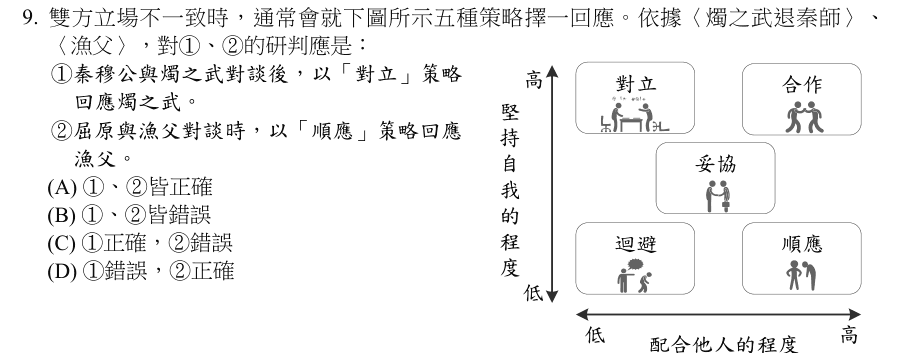 9. 雙方立場不一致時，通常會就下圖所示五種策略擇一回應。依據〈燭之武退秦師〉、
〈漁父〉，對①、②的研判應是：
①秦穆公與燭之武對談後，以「對立」策略
回應燭之武。
②屈原與漁父對談時，以「順應」策略回應
漁父。
(A) ①、②皆正確
(B) ①、②皆錯誤
(C) ①正確，②錯誤
(D) ①錯誤，②正確
高
堅持自我的程度
低
對立
合作
妥協
迴避
順應
低
配合他人的程度
高